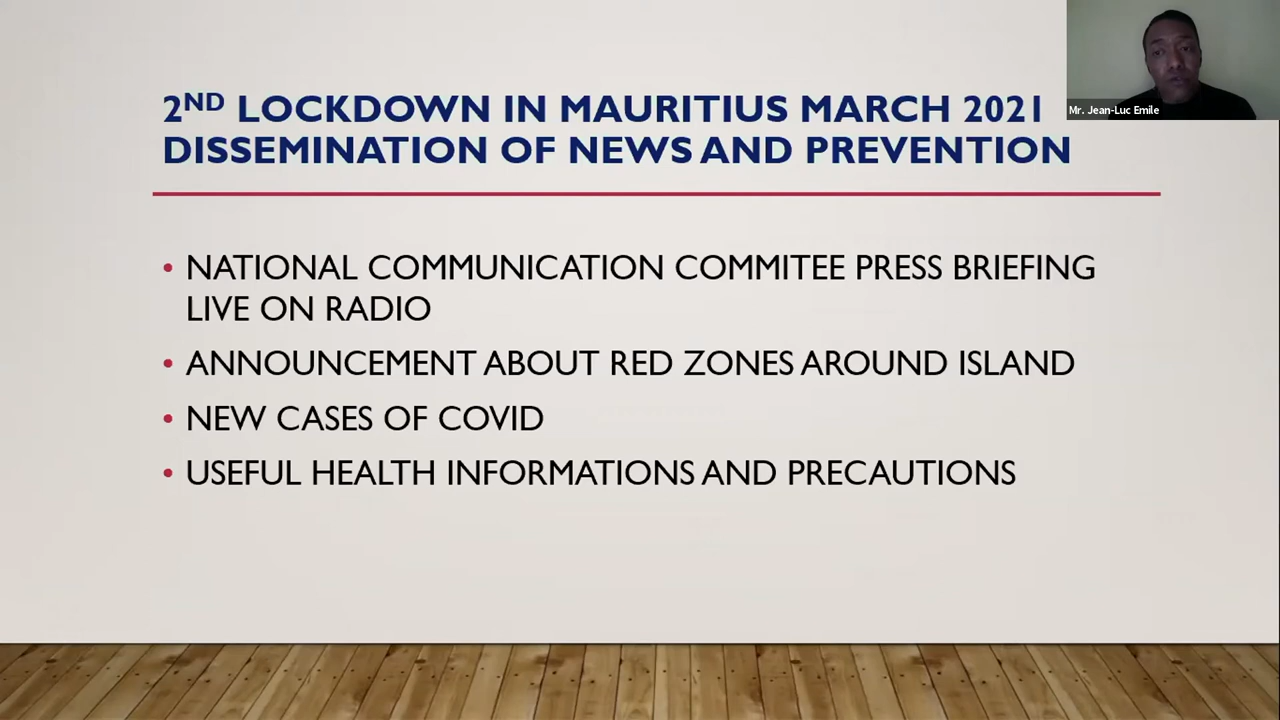 2ND LOCKDOWN IN MAURITIUS MARCH 2021
DISSEMINATION OF NEWS AND PREVENTION
Mr. Jean-Luc Emile
• NATIONAL COMMUNICATION COMMITEE PRESS BRIEFING
LIVE ON RADIO
• ANNOUNCEMENT ABOUT RED ZONES AROUND ISLAND
• NEW CASES OF COVID
• USEFUL HEALTH INFORMATIONS AND PRECAUTIONS